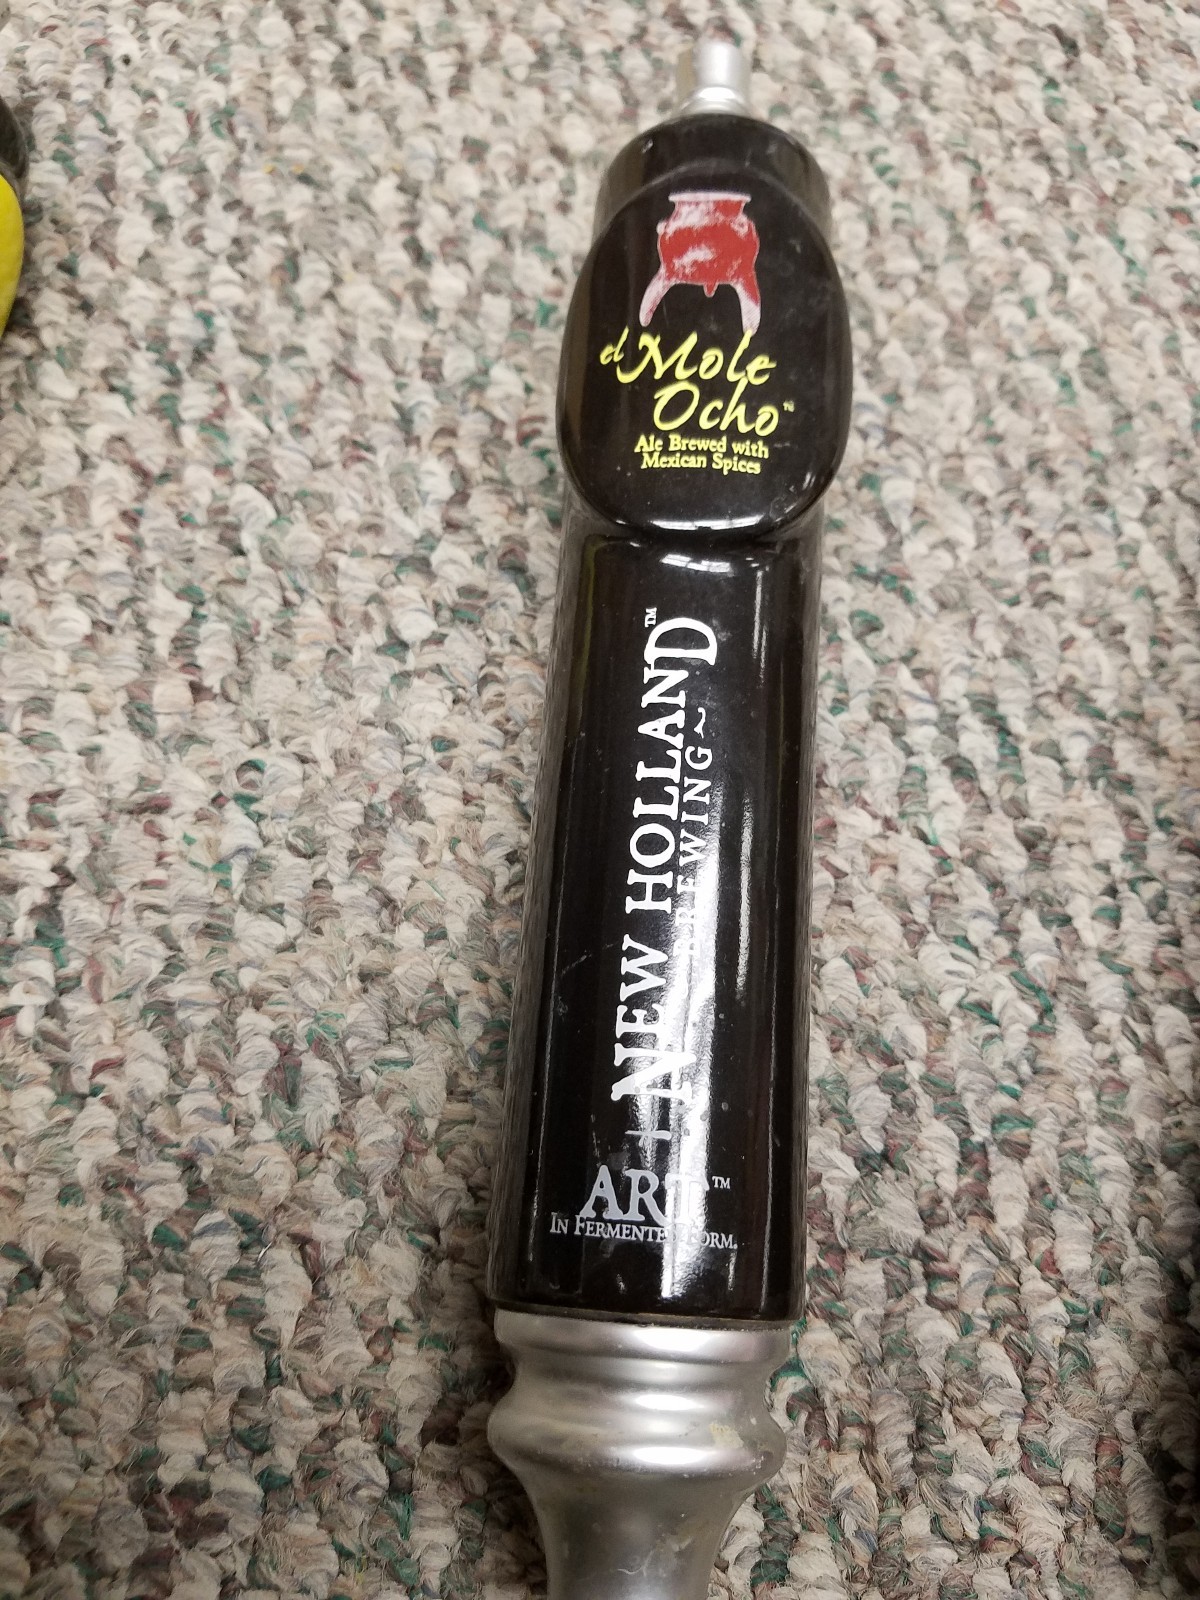 el Mole
Ocho™
Ale Brewed with
Mexican Spices
NEW HOLLAND™
BREWING~
ART™
IN FERMENTED FORM.